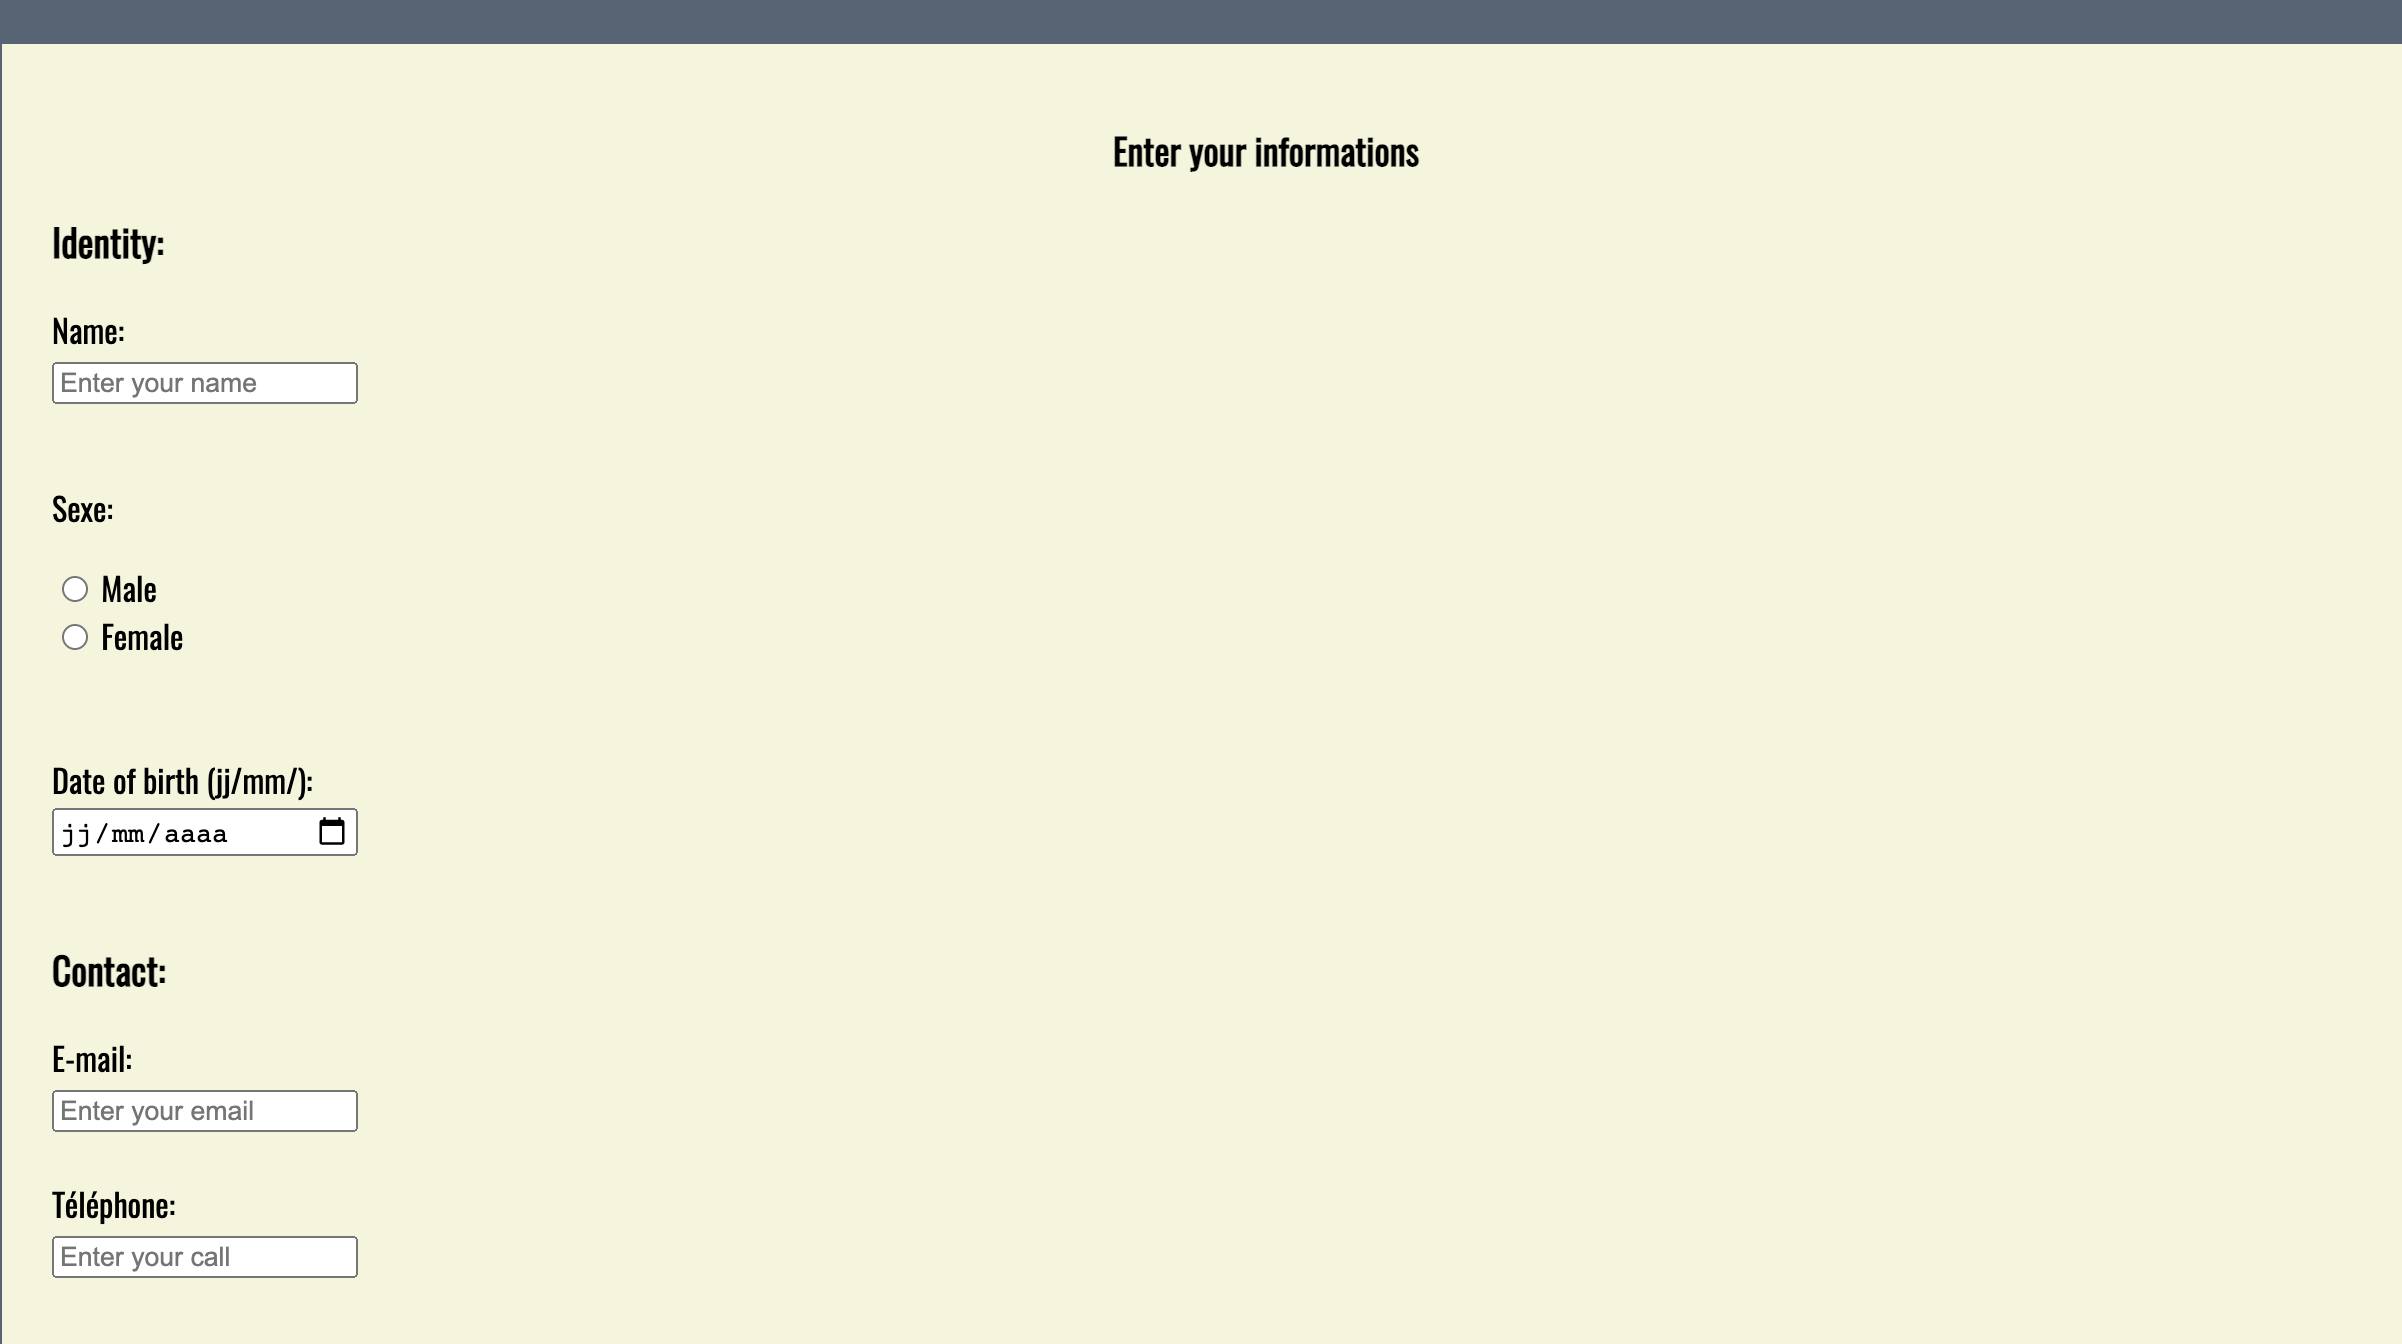 Enter your informations
Identity:
Name:
Enter your name
Sexe:
Male
Female
Date of birth (jj/mm/):
jj/mm/aaaa
Contact:
E-mail:
Enter your email
Téléphone:
Enter your call